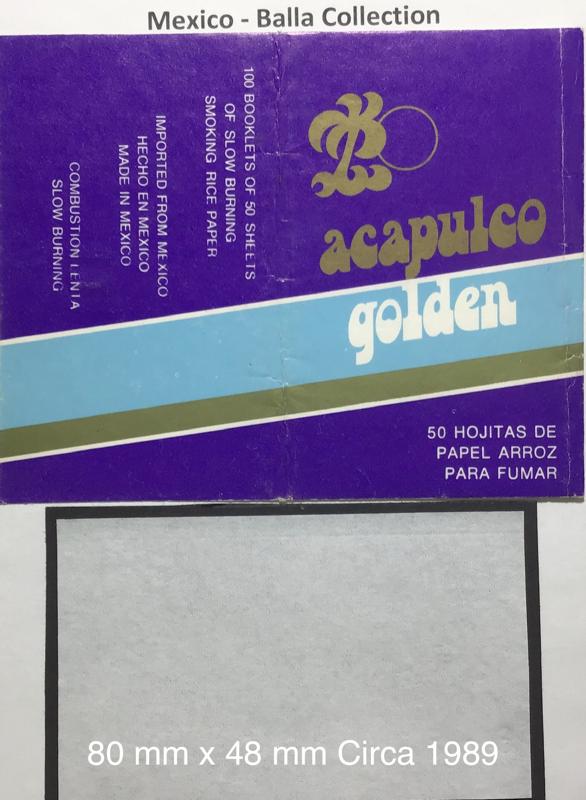 Mexico - Balla Collection
100 BOOKLETS OF 50 SHEETS
OF SLOW BURNING
SMOKING RICE PAPER
IMPORTED FROM MEXICO
HECHO EN MEXICO
MADE IN MEXICO
COMBUSTION LENTA
SLOW BURNING
acapulco
golden
50 HOJITAS DE
PAPEL ARROZ
PARA FUMAR
80 mm x 48 mm Circa 1989